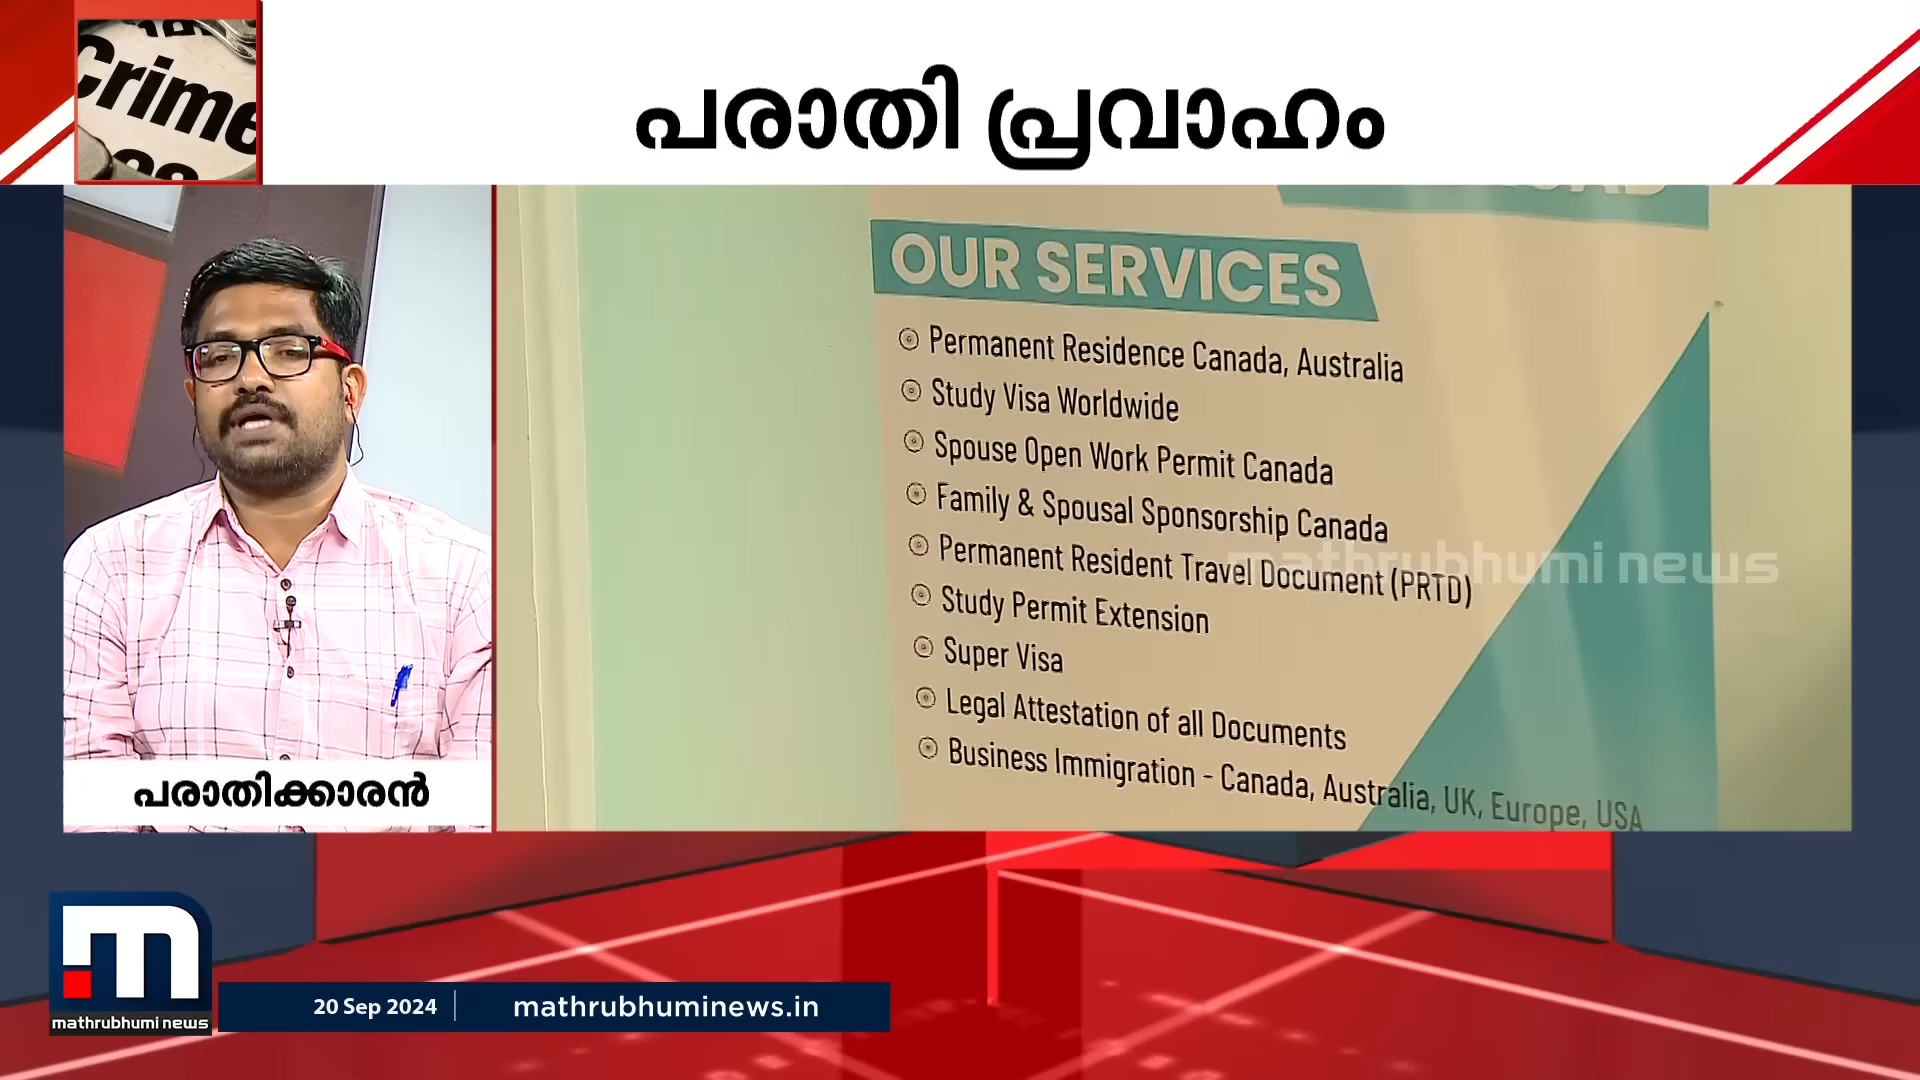 Crime
പരാതി പ്രവാഹം
OUR SERVICES
Permanent Residence Canada, Australia
Study Visa Worldwide
Spouse Open Work Permit Canada
Family & Spousal Sponsorship Canada
Permanent Resident Travel Document (PRTD)
Study Permit Extension
Super Visa
Legal Attestation of all Documents
Business Immigration - Canada, Australia, UK, Europe, USA
mathrubhumi news
പരാതിക്കാരൻ
mathrubhumi news
20 Sep 2024
mathrubhuminews.in